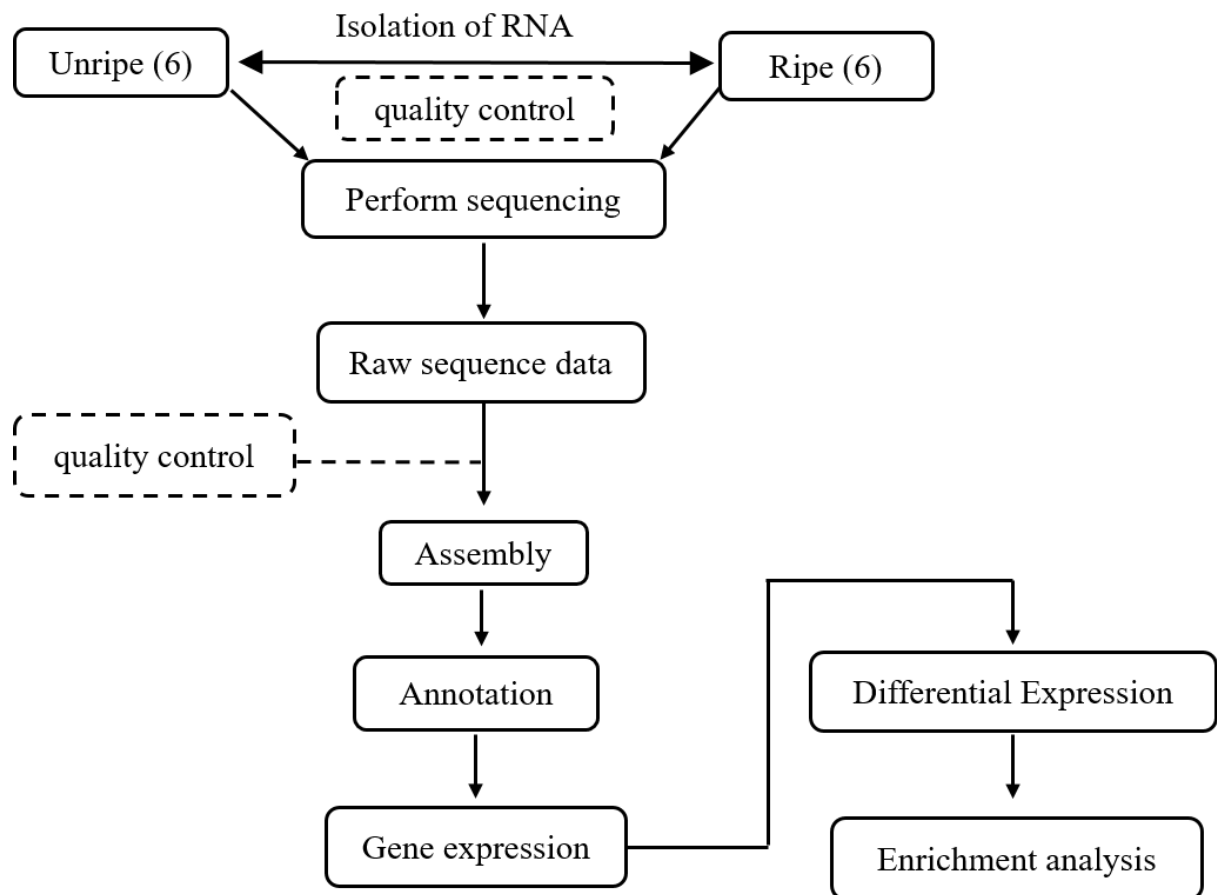 Isolation of RNA
Unripe (6)
Ripe (6)
quality control
Perform sequencing
Raw sequence data
quality control
Assembly
Annotation
Gene expression
Differential Expression
Enrichment analysis